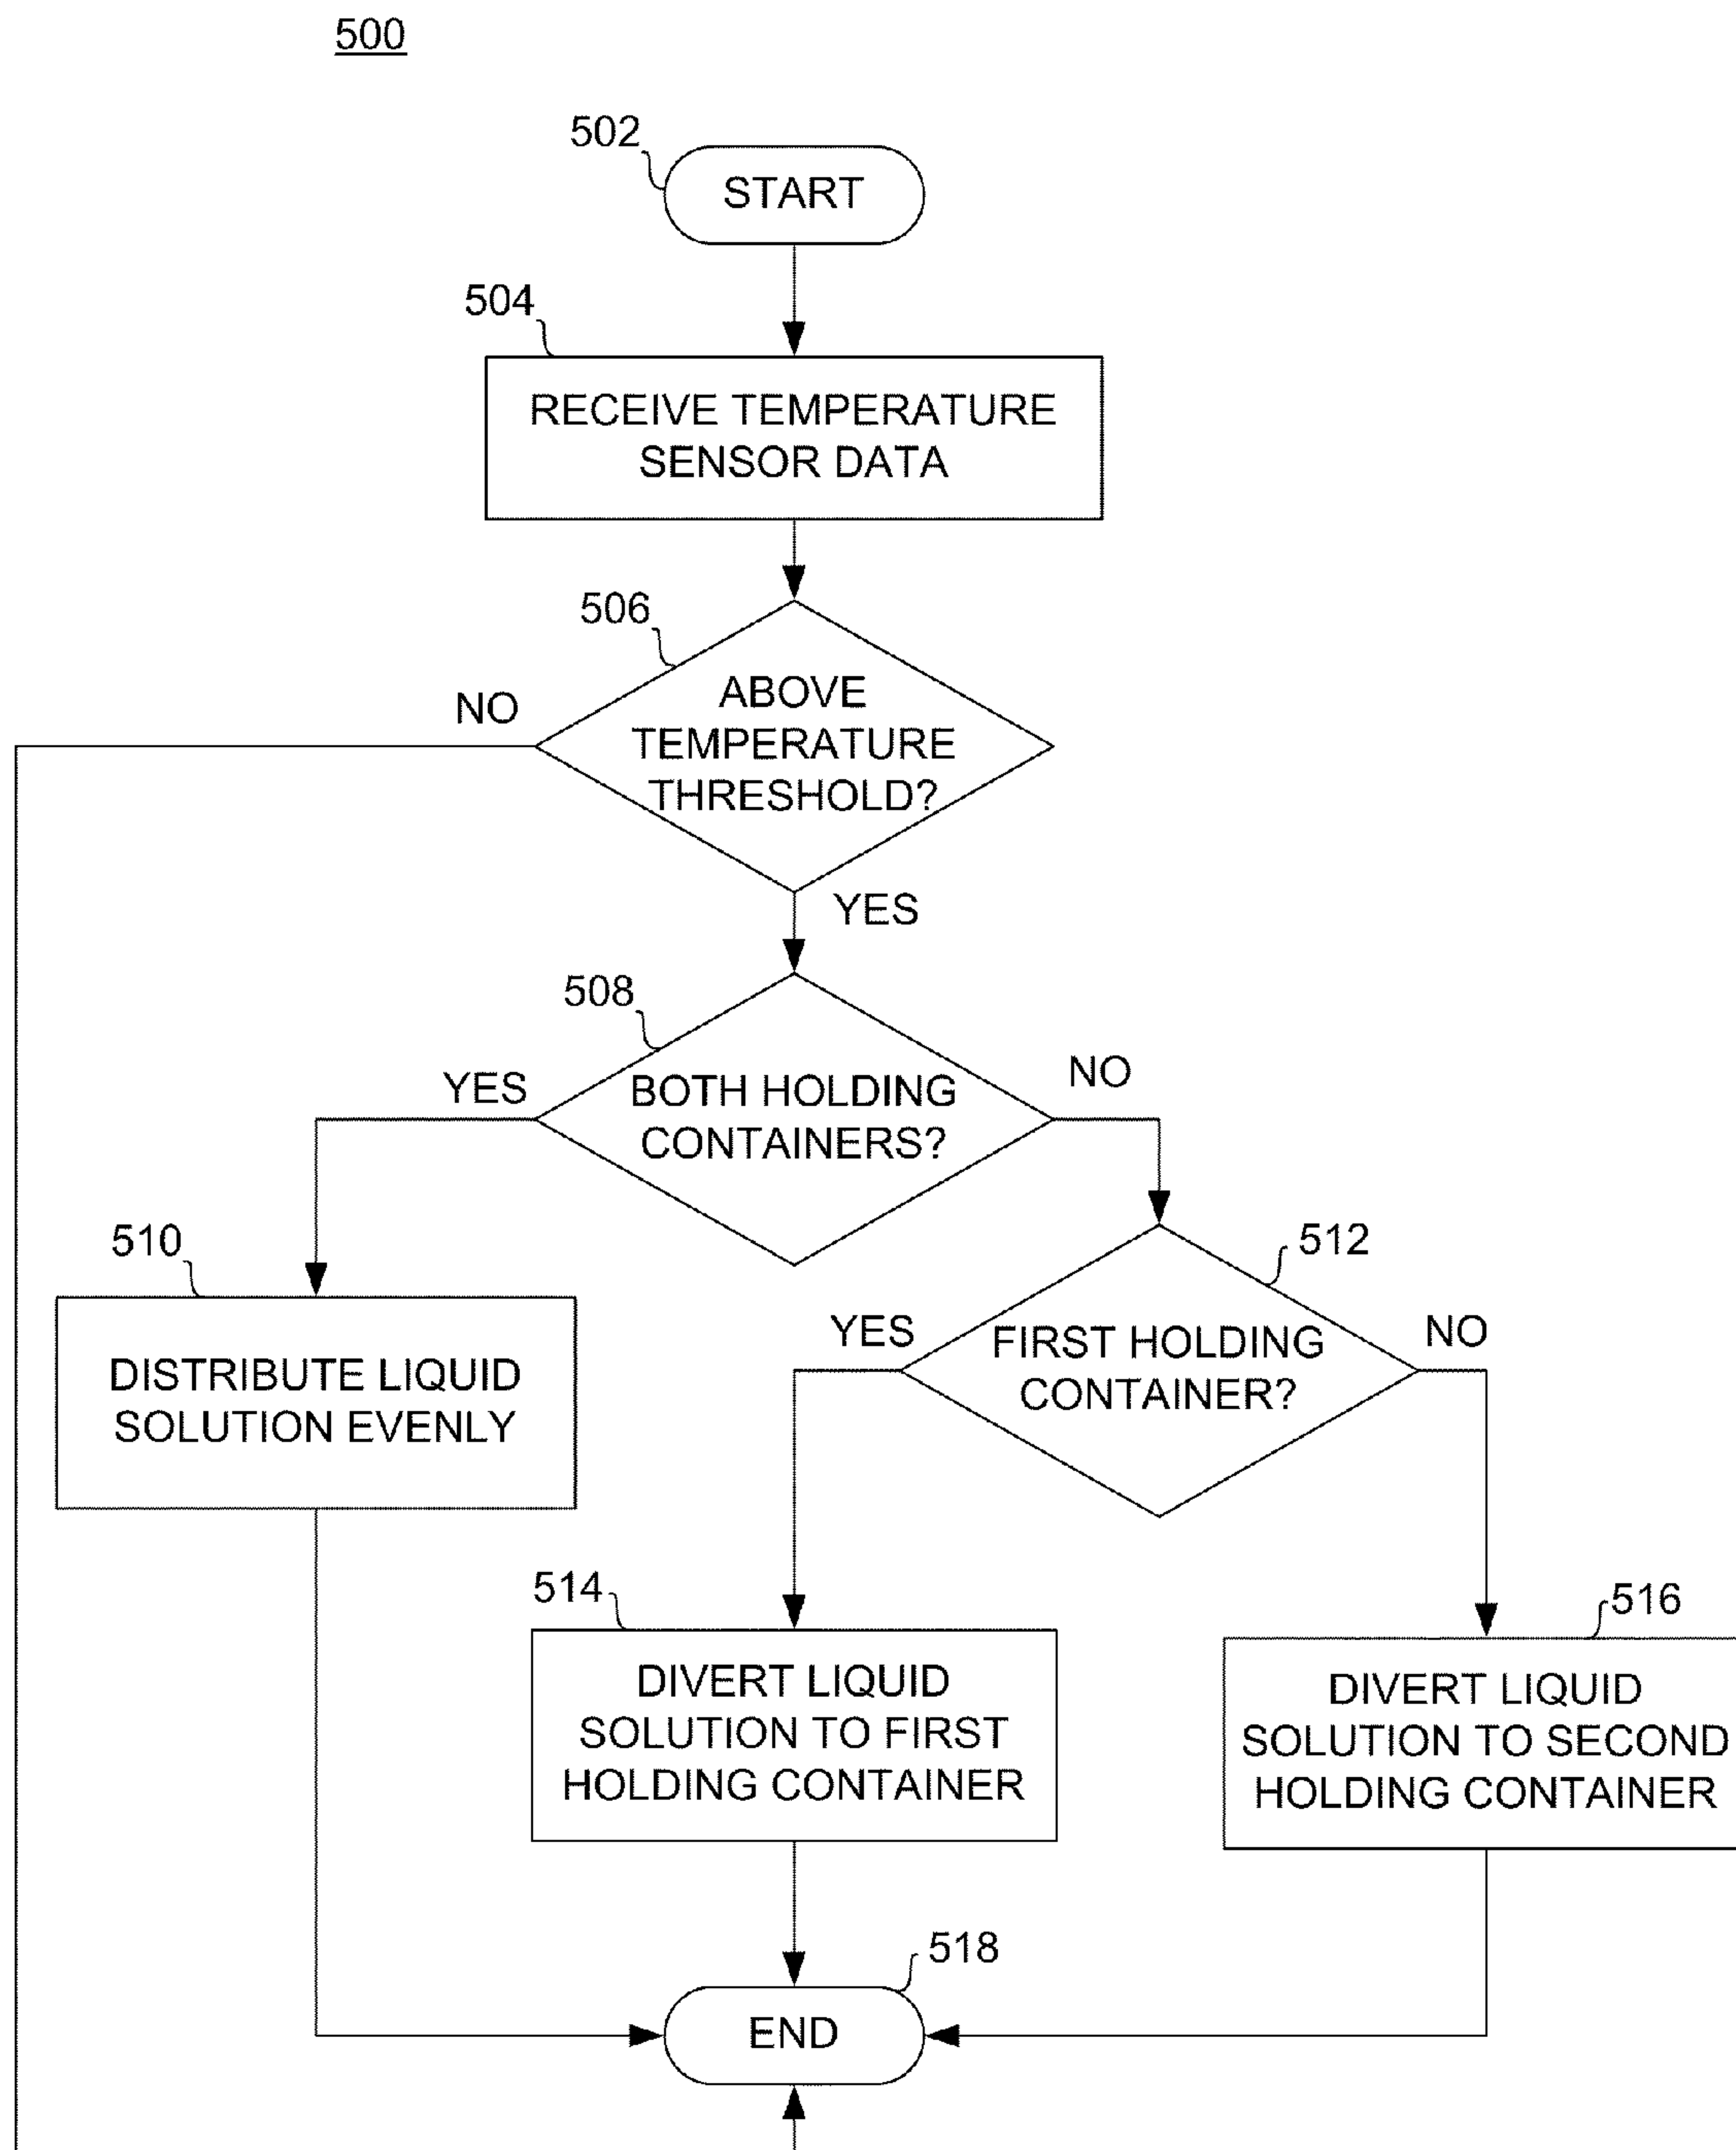 500
502
START
504
RECEIVE TEMPERATURE
SENSOR DATA
506
NO
ABOVE
TEMPERATURE
THRESHOLD?
YES
508
YES
BOTH HOLDING
CONTAINERS?
NO
510
DISTRIBUTE LIQUID
SOLUTION EVENLY
512
YES
FIRST HOLDING
CONTAINER?
NO
514
DIVERT LIQUID
SOLUTION TO FIRST
HOLDING CONTAINER
516
DIVERT LIQUID
SOLUTION TO SECOND
HOLDING CONTAINER
518
END